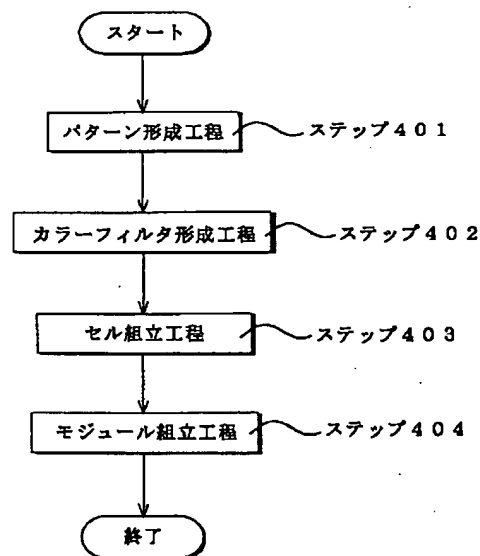 スタート
パターン形成工程 ステップ401
カラーフィルタ形成工程 ステップ402
セル組立工程 ステップ403
モジュール組立工程 ステップ404
終了